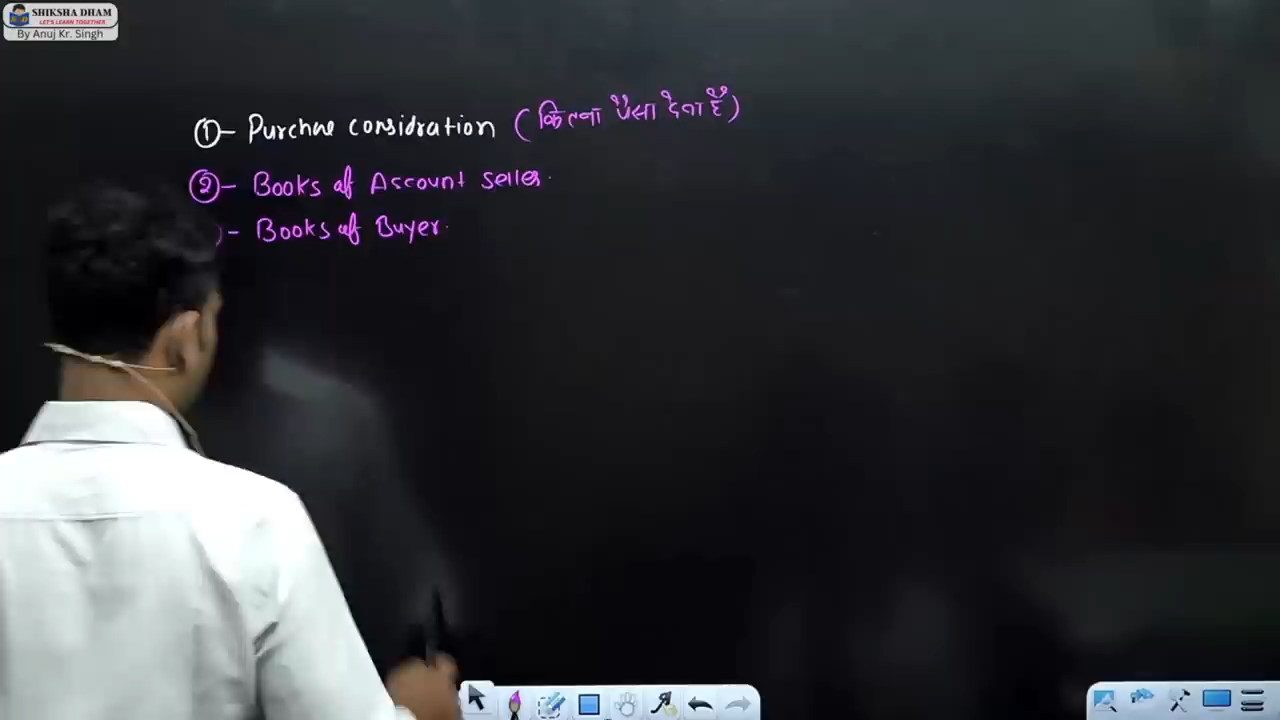 SHIKSHA DHAM
LET'S LEARN TOGETHER
By Anuj Kr. Singh
①- Purchae considration (कितना पैसा देना है)
②- Books of Account seller.
- Books of Buyer.